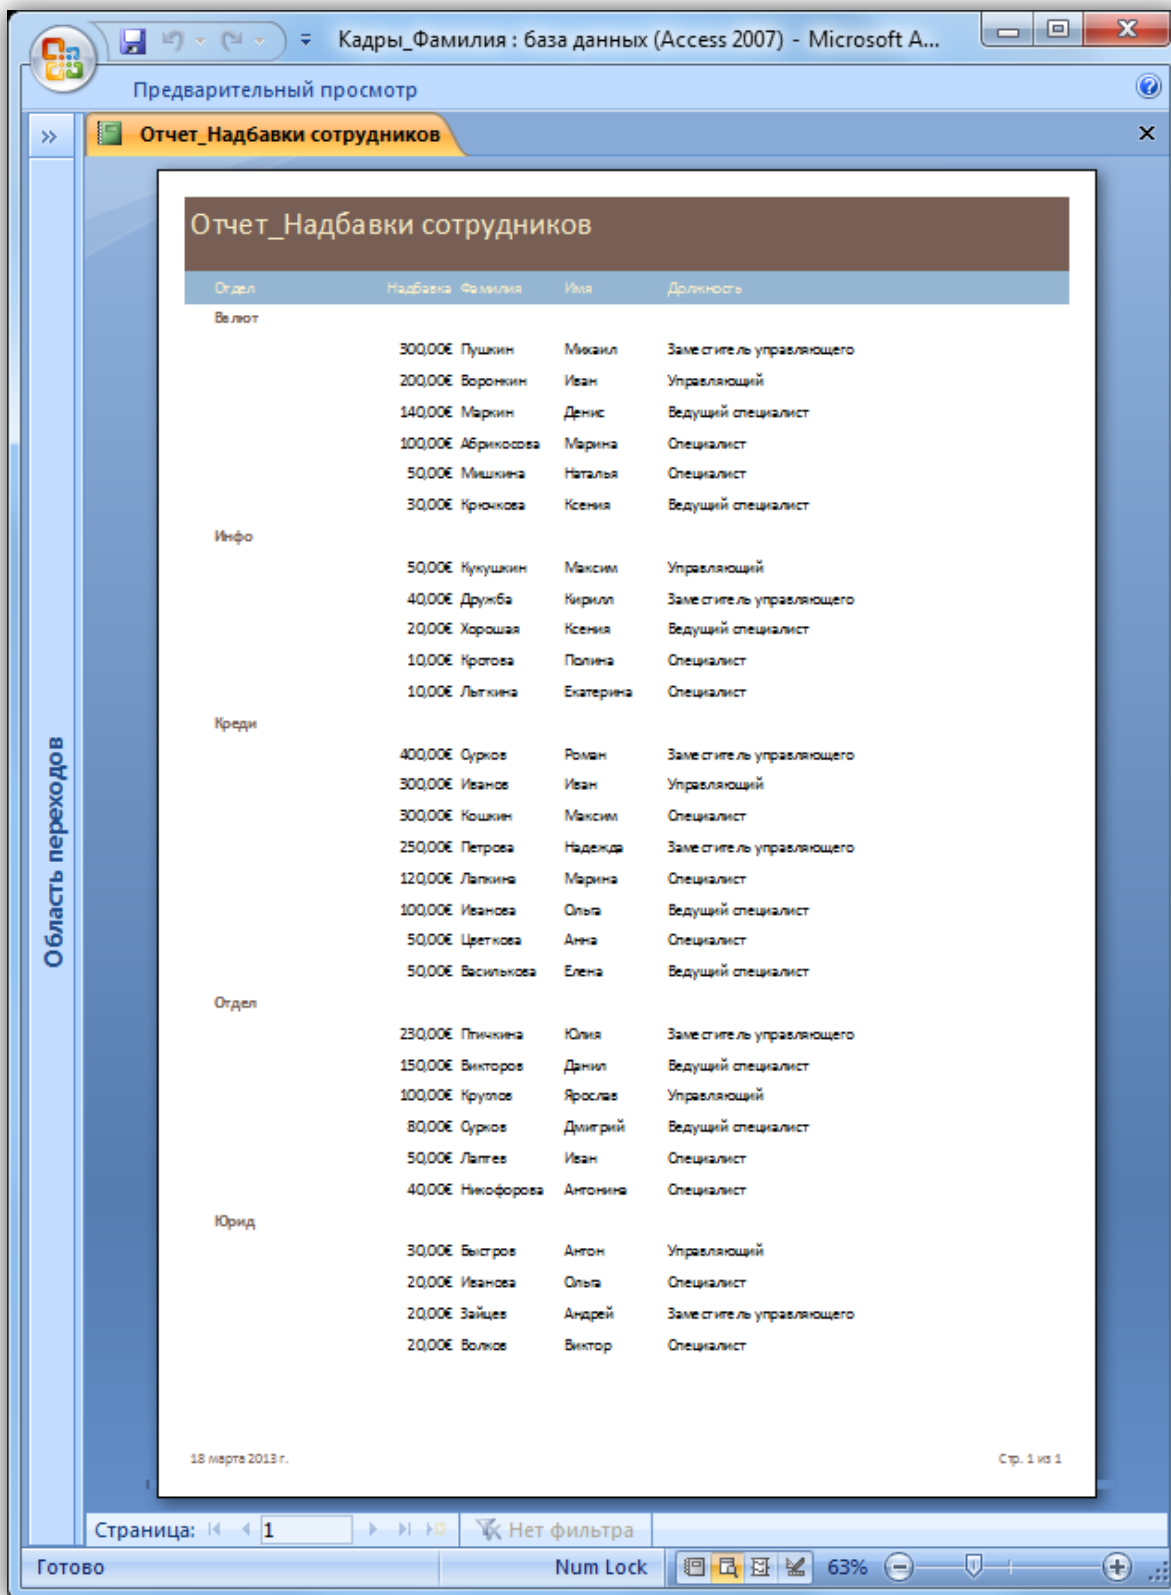 Кадры_Фамилия : база данных (Access 2007) - Microsoft A...
Предварительный просмотр
Отчет_Надбавки сотрудников
Область переходов
Отчет_Надбавки сотрудников
Отдел Надбавка Фамилия Имя Должность
Валют
300,00€ Пушкин Михаил Заместитель управляющего
200,00€ Воронкин Иван Управляющий
140,00€ Маркин Денис Ведущий специалист
100,00€ Абрикосова Марина Специалист
50,00€ Мишкина Наталья Специалист
30,00€ Крючкова Ксения Ведущий специалист
Инфо
50,00€ Кукушкин Максим Управляющий
40,00€ Дружба Кирилл Заместитель управляющего
20,00€ Хорошая Ксения Ведущий специалист
10,00€ Кротова Полина Специалист
10,00€ Лыткина Екатерина Специалист
Креди
400,00€ Сурков Роман Заместитель управляющего
300,00€ Иванов Иван Управляющий
300,00€ Кошкин Максим Специалист
250,00€ Петрова Надежда Заместитель управляющего
120,00€ Лапкина Марина Специалист
100,00€ Иванова Ольга Ведущий специалист
50,00€ Цветкова Анна Специалист
50,00€ Василькова Елена Ведущий специалист
Отдел
230,00€ Птичкина Юлия Заместитель управляющего
150,00€ Викторов Данил Ведущий специалист
100,00€ Круглов Ярослав Управляющий
80,00€ Сурков Дмитрий Ведущий специалист
50,00€ Лаптев Иван Специалист
40,00€ Никофорова Антонина Специалист
Юрид
30,00€ Быстров Антон Управляющий
20,00€ Иванова Ольга Специалист
20,00€ Зайцев Андрей Заместитель управляющего
20,00€ Волков Виктор Специалист
18 марта 2013 г. Стр. 1 из 1
Страница: 1 Нет фильтра
Готово Num Lock 63%